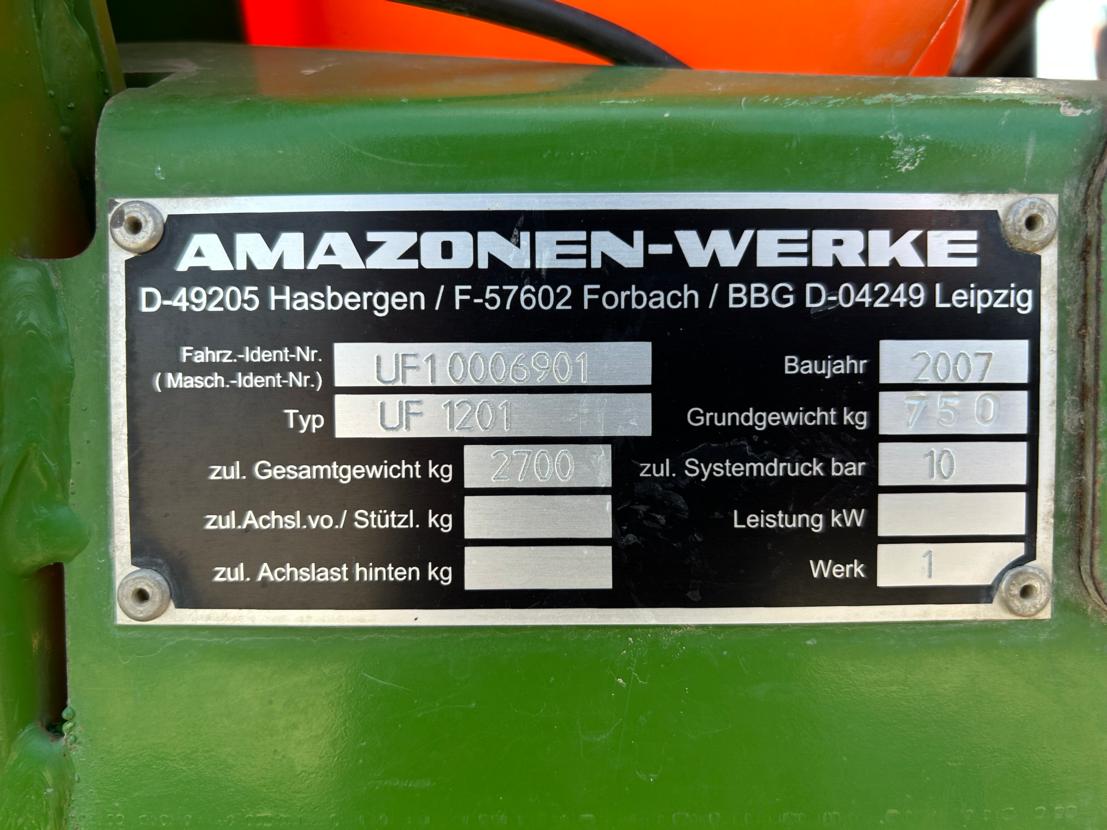 AMAZONEN-WERKE
D-49205 Hasbergen / F-57602 Forbach / BBG D-04249 Leipzig
Fahrz.-Ident-Nr.
(Masch.-Ident-Nr.) UF10006901 Baujahr 2007
Typ UF 1201 Grundgewicht kg 750
zul. Gesamtgewicht kg 2700 zul. Systemdruck bar 10
zul.Achsl.vo./ Stützl. kg Leistung kW
zul. Achslast hinten kg Werk 1